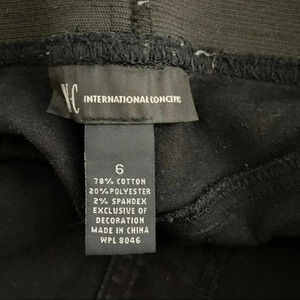 INC INTERNATIONAL CONCEPTS
6
78% COTTON
20% POLYESTER
2% SPANDEX
EXCLUSIVE OF
DECORATION
MADE IN CHINA
WPL 8046